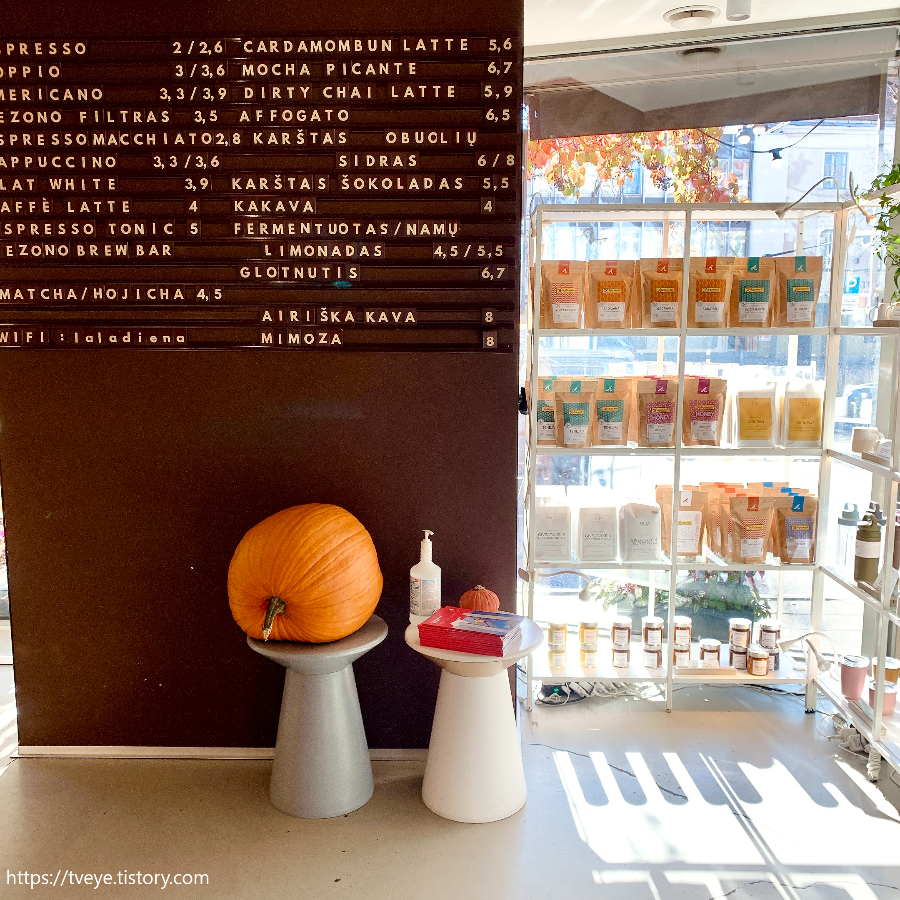 SPRESSO 2/2,6
OPPIO 3/3,6
MERICANO 3,3/3,9
EZONO FILTRAS 3,5
SPRESSO MACCHIATO 2,8
APPUCCINO 3,3/3,6
LAT WHITE 3,9
AFFÈ LATTE 4
SPRESSO TONIC 5
EZONO BREW BAR
MATCHA/HOJICHA 4,5
WIFI : laladiena
CARDAMOMBUN LATTE 5,6
MOCHA PICANTE 6,7
DIRTY CHAI LATTE 5,9
AFFOGATO 6,5
KARŠTAS OBUOLIŲ
SIDRAS 6/8
KARŠTAS ŠOKOLADAS 5,5
KAKAVA 4
FERMENTUOTAS/NAMŲ
LIMONADAS 4,5/5,5
GLOTNUTIS 6,7
AIRIŠKA KAVA 8
MIMOZA 8
https://tveye.tistory.com